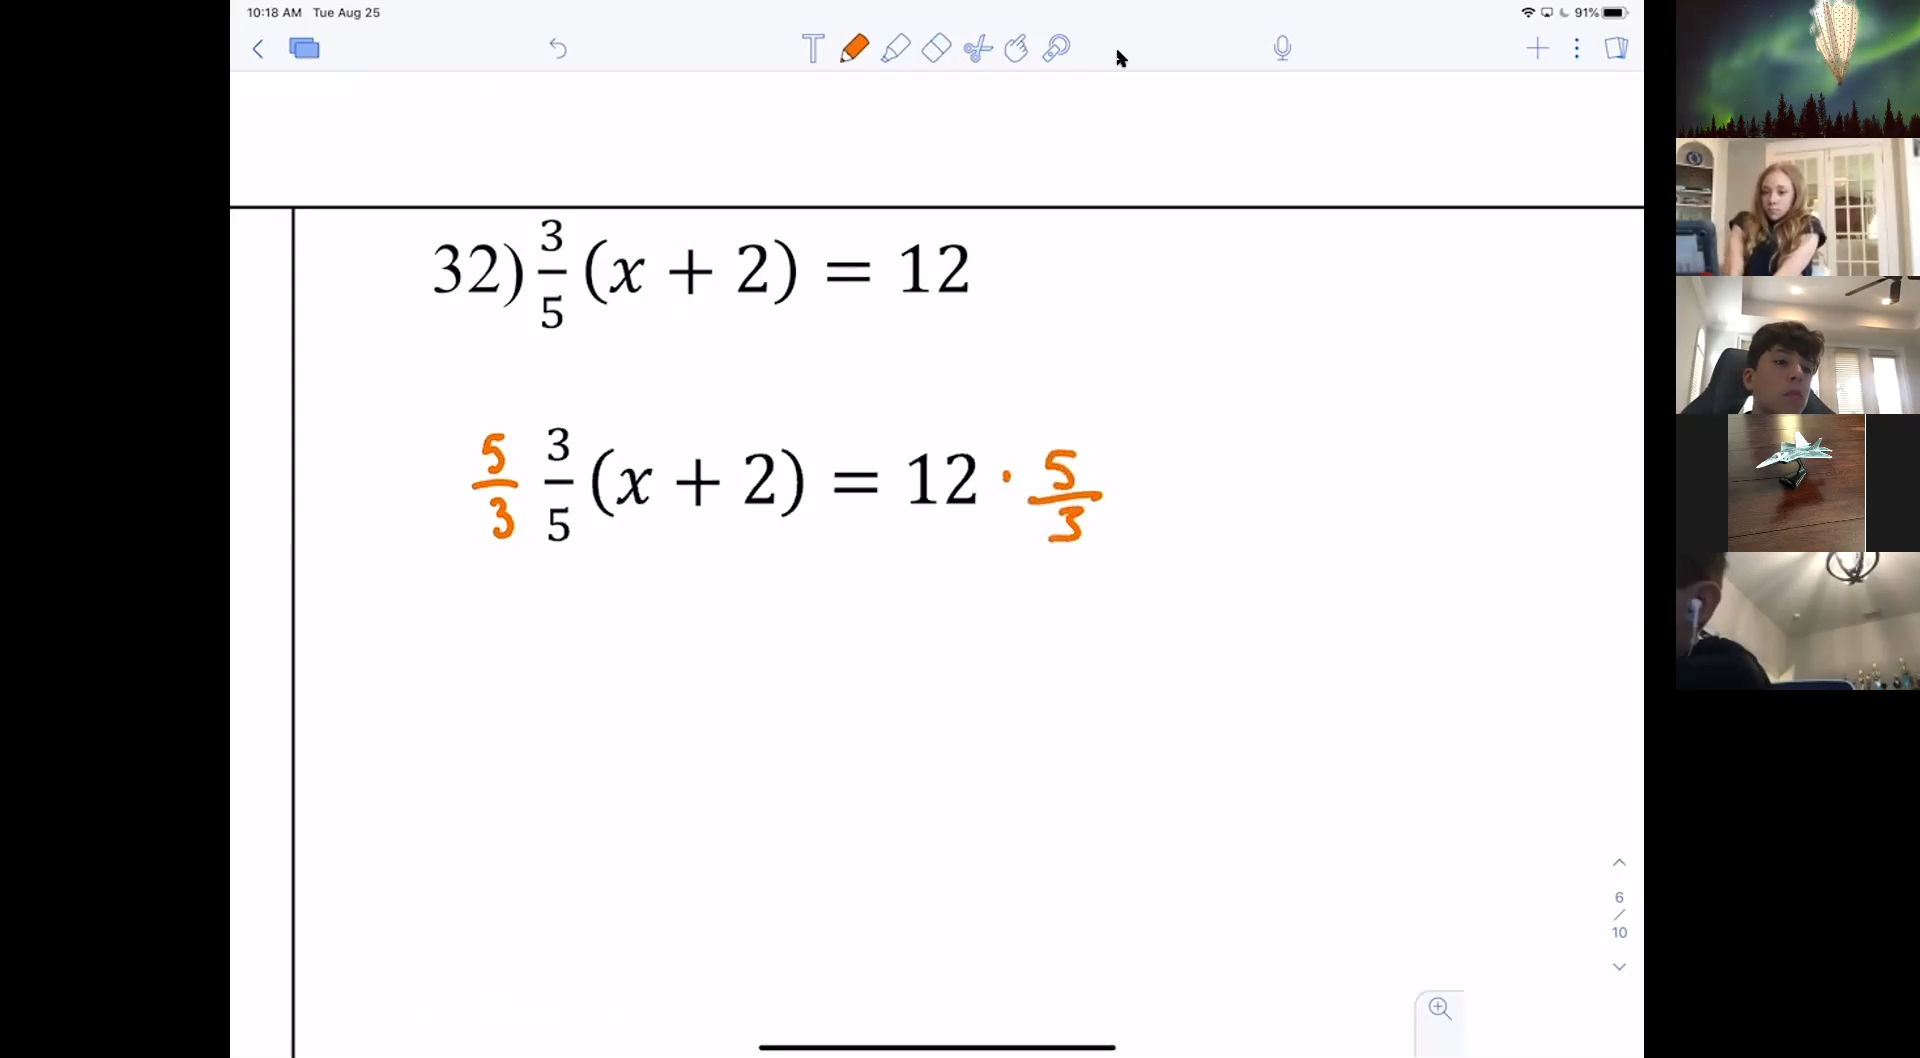 10:18 AM Tue Aug 25
91%
T
32) 3/5 (x + 2) = 12
5/3 3/5 (x + 2) = 12 · 5/3
6
/
10